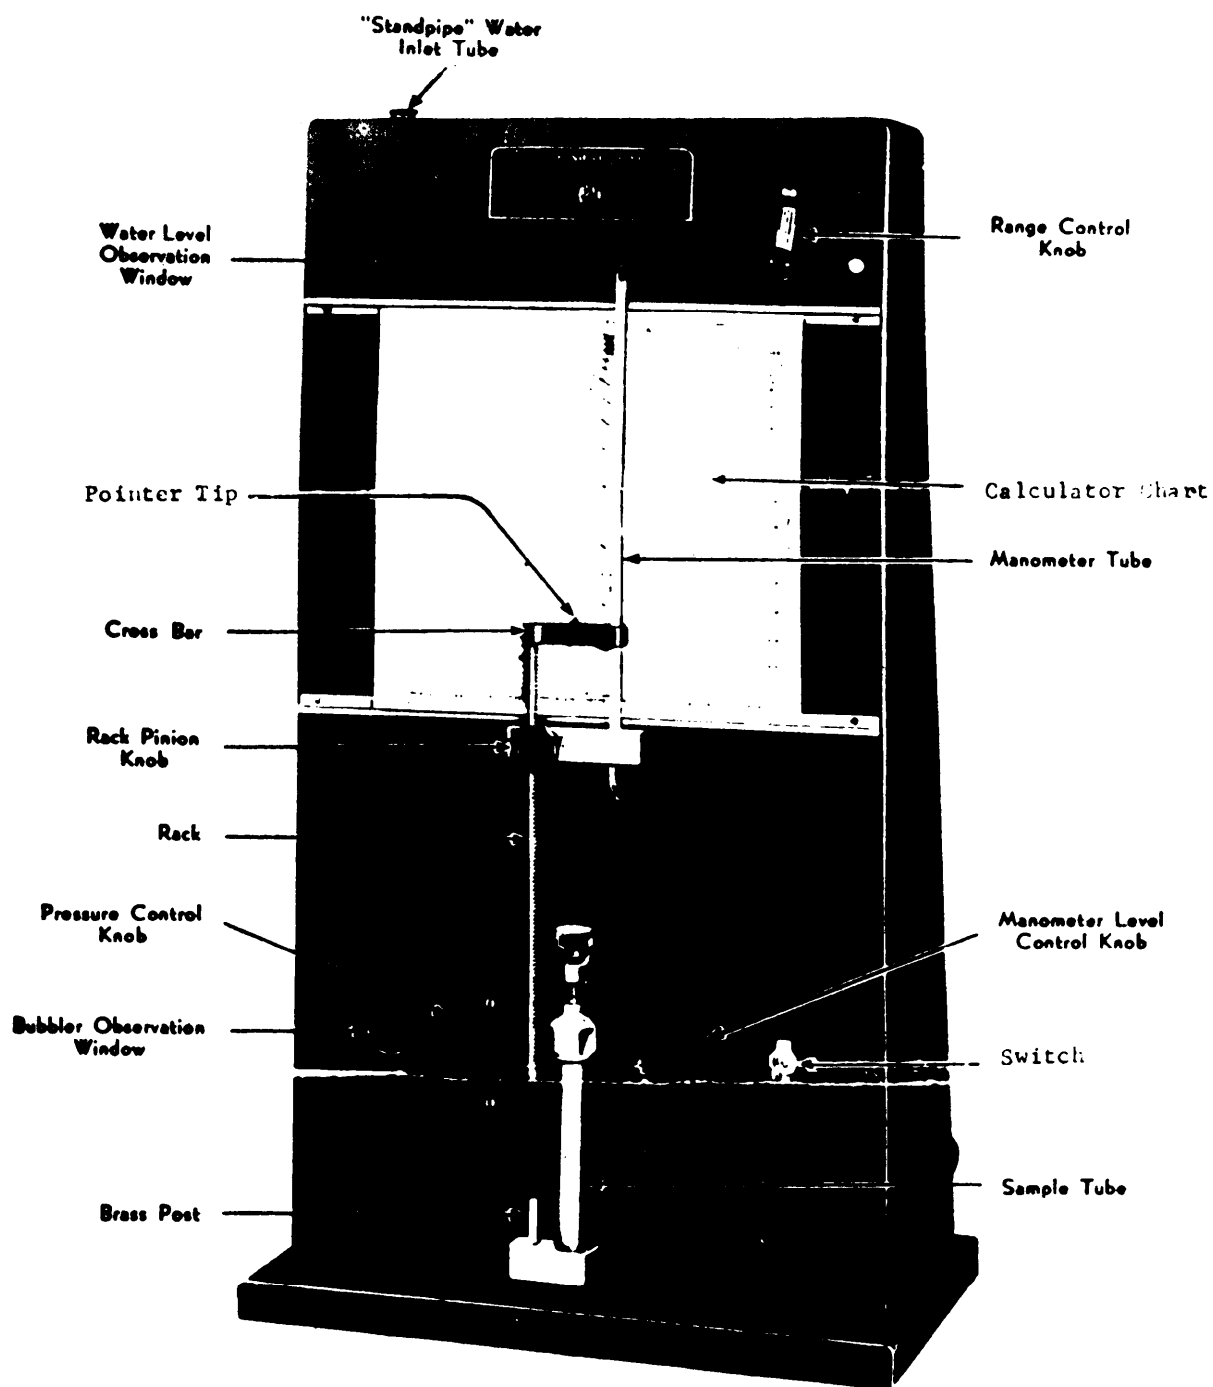 "Standpipe" Water
Inlet Tube
Water Level
Observation
Window
Range Control
Knob
Pointer Tip
Calculator Chart
Manometer Tube
Cross Bar
Rack Pinion
Knob
Rack
Pressure Control
Knob
Manometer Level
Control Knob
Bubbler Observation
Window
Switch
Sample Tube
Brass Post